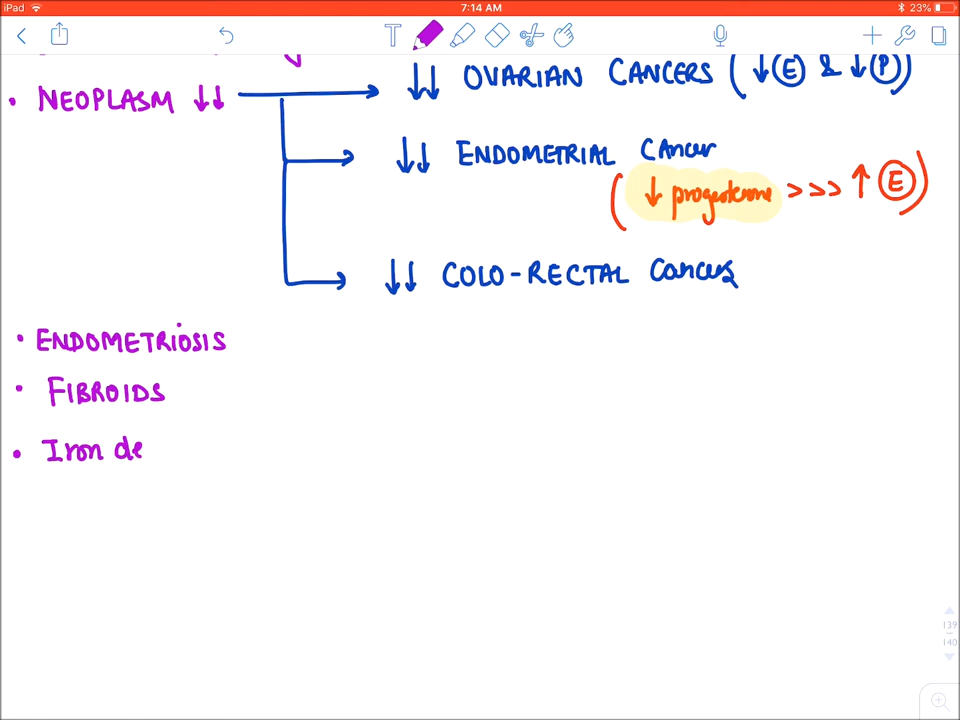 iPad 7:14 AM 23%
T
↓↓ OVARIAN CANCERS (↓Ⓔ & ↓Ⓟ)
• NEOPLASM ↓↓
↓↓ ENDOMETRIAL CAncer
(↓ progesterone >>> ↑ Ⓔ)
↓↓ COLO-RECTAL Cancers
• ENDOMETRIOSIS
• FIBROIDS
• Iron de
139
140